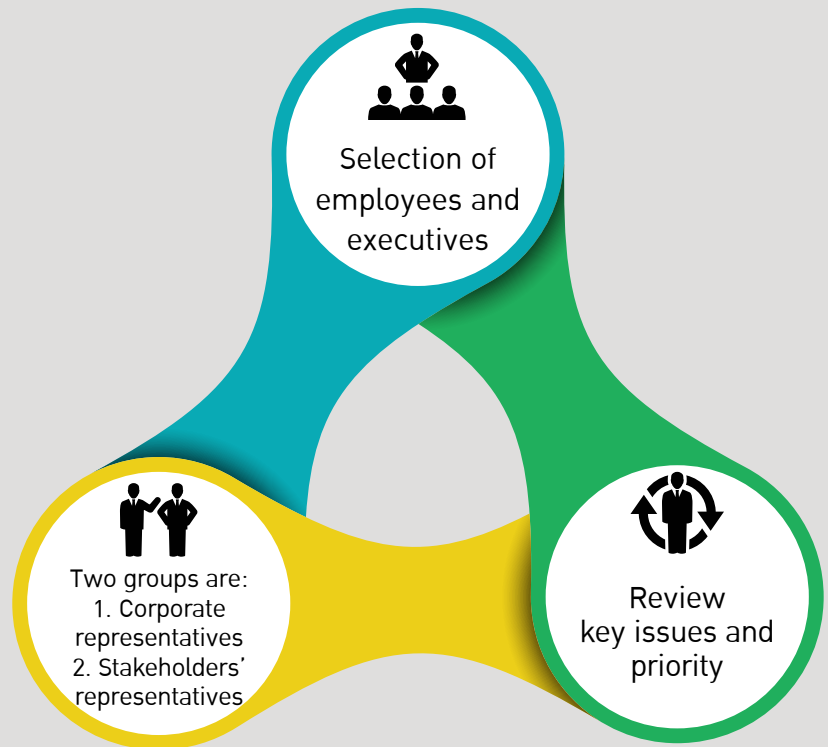 Selection of
employees and
executives
Two groups are:
1. Corporate
representatives
2. Stakeholders’
representatives
Review
key issues and
priority